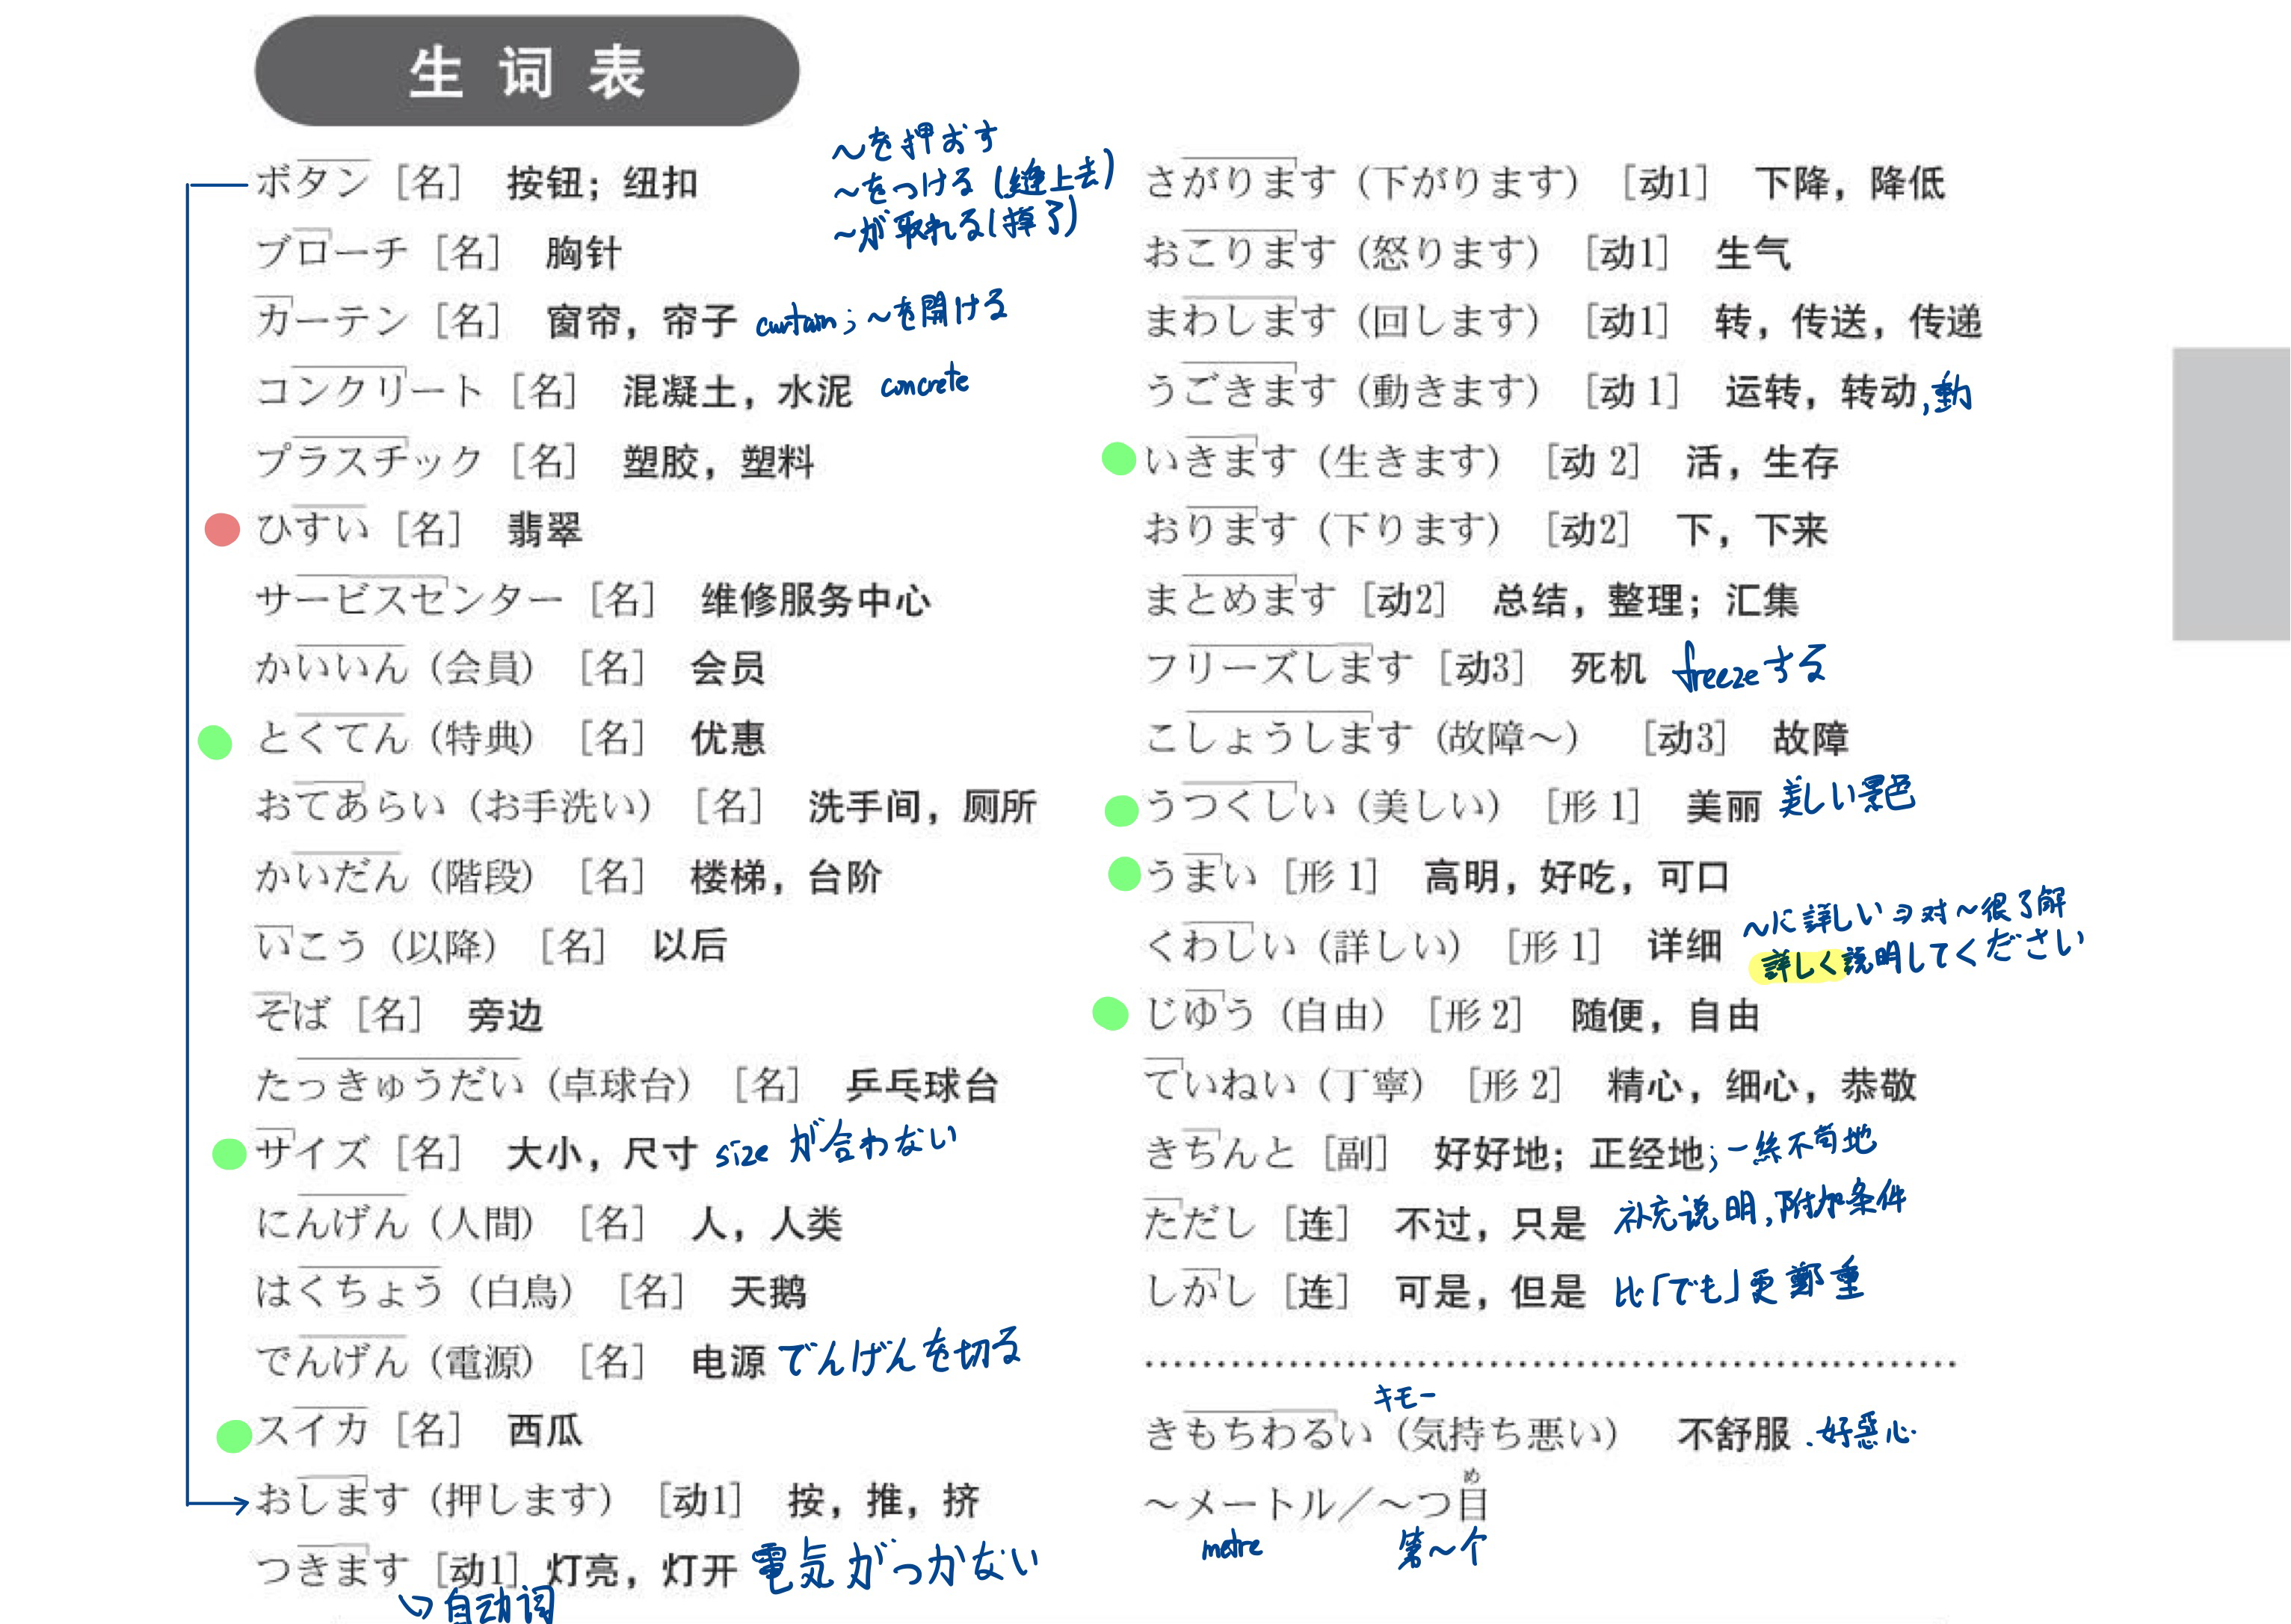 生词表
ボタン［名］　按钮；纽扣
～を押おす
～をつける（缝上去）
～が取れる（掉了）
ブローチ［名］　胸针
カーテン［名］　窗帘，帘子 curtain；～を開ける
コンクリート［名］　混凝土，水泥 concrete
プラスチック［名］　塑胶，塑料
ひすい［名］　翡翠
サービスセンター［名］　维修服务中心
かいいん（会員）［名］　会员
とくてん（特典）［名］　优惠
おてあらい（お手洗い）［名］　洗手间，厕所
かいだん（階段）［名］　楼梯，台阶
いこう（以降）［名］　以后
そば［名］　旁边
たっきゅうだい（卓球台）［名］　乒乓球台
サイズ［名］　大小，尺寸 size が合わない
にんげん（人間）［名］　人，人类
はくちょう（白鳥）［名］　天鹅
でんげん（電源）［名］　电源 でんげんを切る
スイカ［名］　西瓜
おします（押します）［动1］　按，推，挤
つきます［动1］灯亮，灯开 電気がつかない
自动词
さがります（下がります）［动1］　下降，降低
おこります（怒ります）［动1］　生气
まわします（回します）［动1］　转，传送，传递
うごきます（動きます）［动 1］　运转，转动，動
いきます（生きます）［动 2］　活，生存
おります（下ります）［动2］　下，下来
まとめます［动2］　总结，整理；汇集
フリーズします［动3］　死机 freezeする
こしょうします（故障～）［动3］　故障
うつくしい（美しい）［形 1］　美丽 美しい景色
うまい［形 1］　高明，好吃，可口
くわしい（詳しい）［形 1］　详细
～に詳しい ヨ对～很了解
詳しく説明してください
じゆう（自由）［形 2］　随便，自由
ていねい（丁寧）［形 2］　精心，细心，恭敬
きちんと［副］　好好地；正经地；一絲不苟地
ただし［连］　不过，只是 补充说明，附加条件
しかし［连］　可是，但是 比「でも」更鄭重
キモー
きもちわるい（気持ち悪い）　不舒服．好惡心
め
～メートル／～つ目
metre 第～个